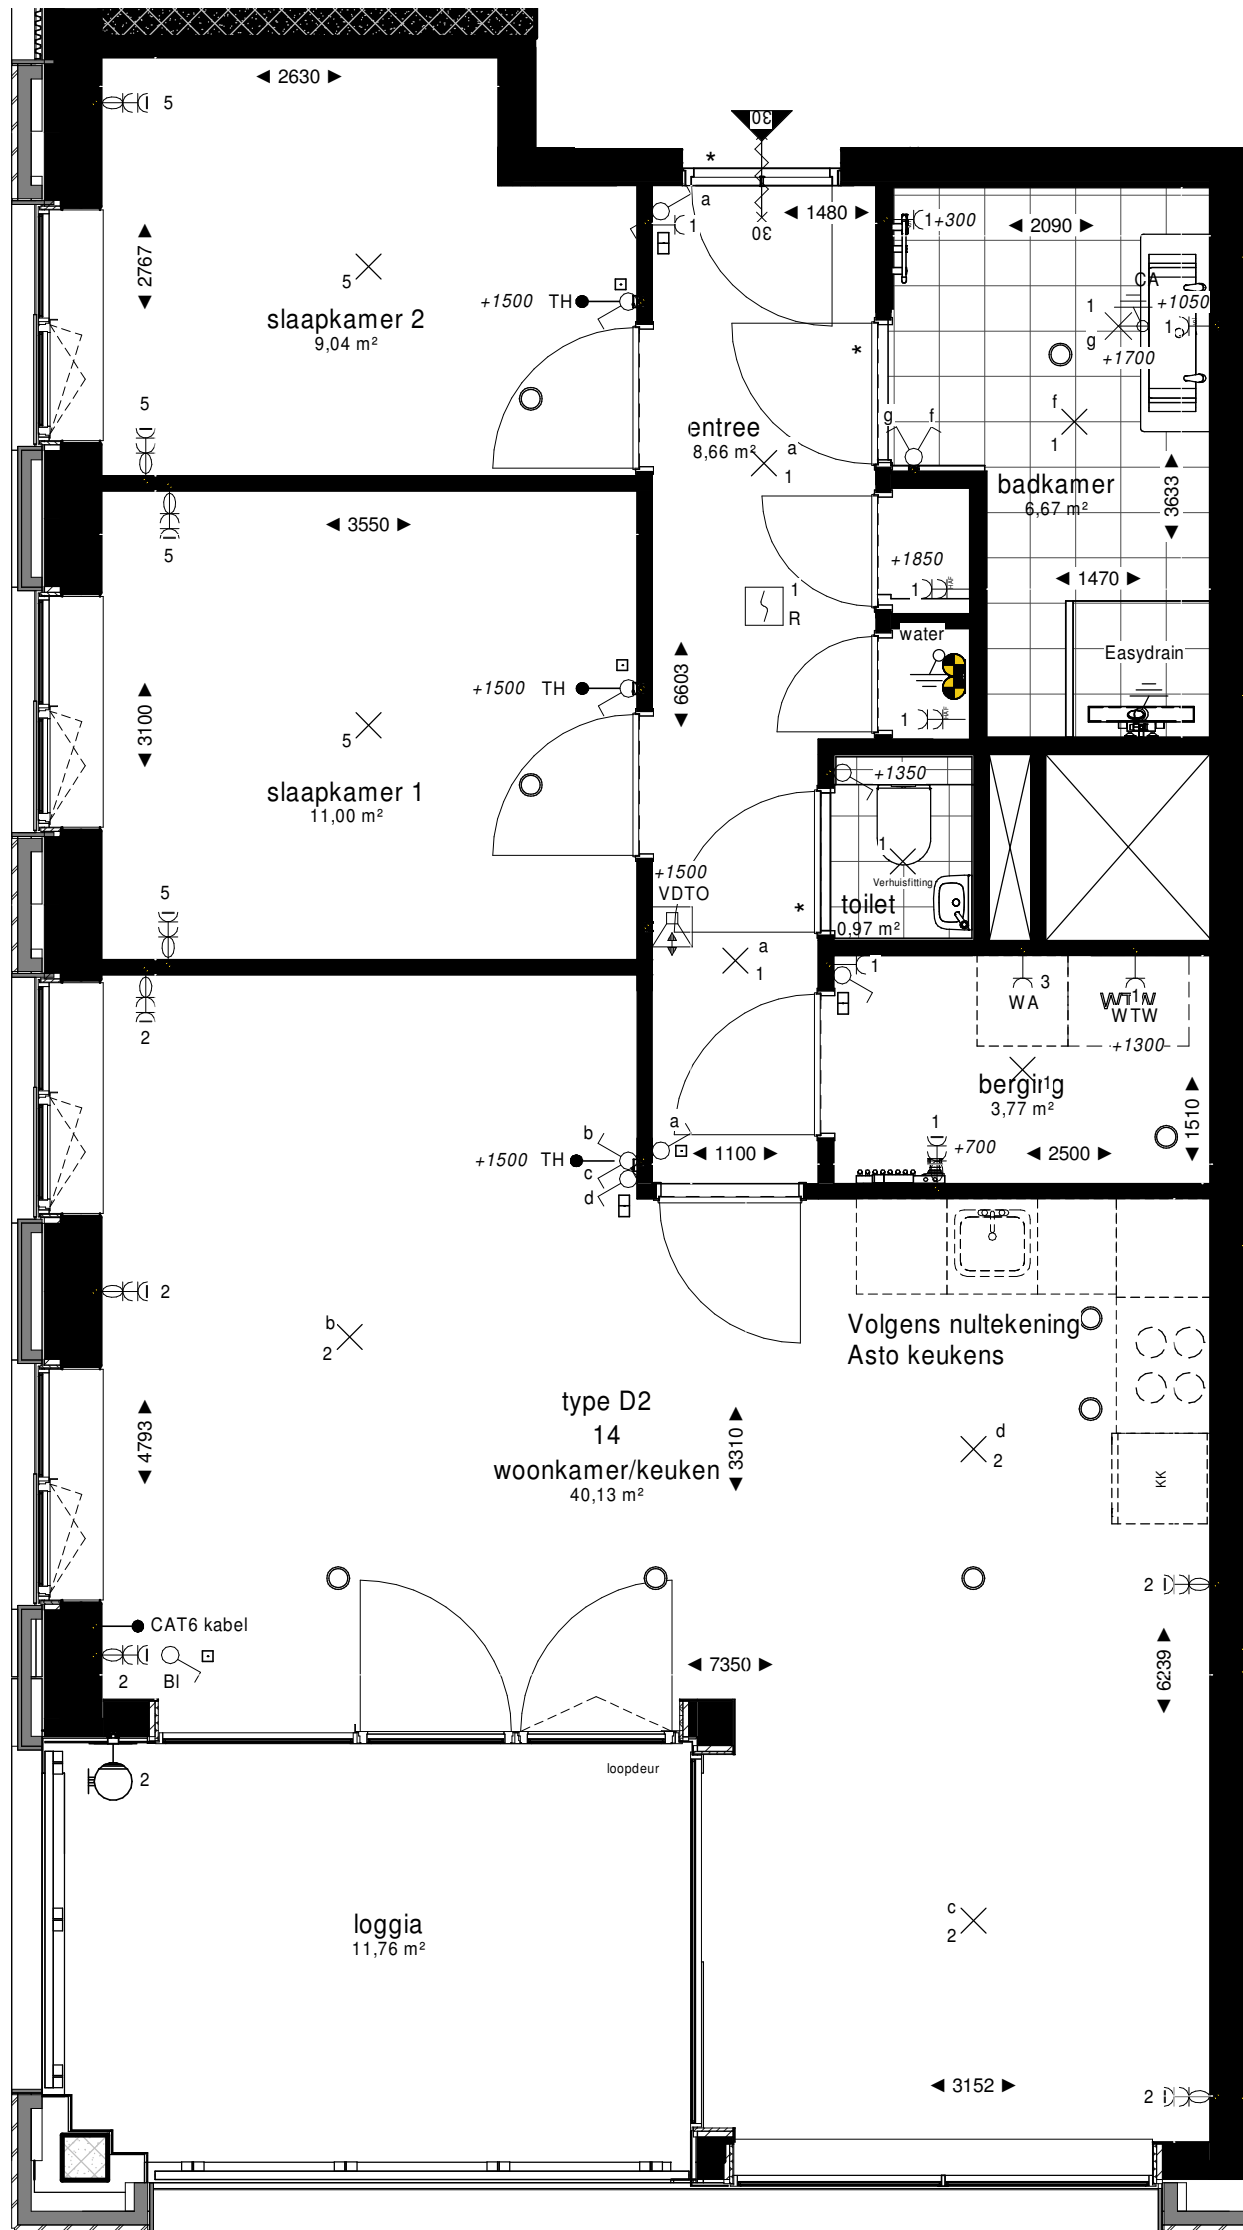 2630
5
30
*
a
1
30
1480
1+300
2090
2767
5
+1500 TH
slaapkamer 2
9,04 m²
CA
1
+1050
g
1
+1700
*
5
entree
8,66 m²
a
1
g
f
f
1
badkamer
6,67 m²
3633
3550
5
+1850
1
1470
1
R
water
Easydrain
1
6603
+1500 TH
3100
5
slaapkamer 1
11,00 m²
+1350
1
Verhuisfitting
+1500
VDTO
*
toilet
0,97 m²
5
a
1
1
3
WA
1
WTW
WTW
+1300
2
berging
1
3,77 m²
1510
a
b
+1500 TH
c
d
1100
1
+700
2500
2
b
2
Volgens nultekening
Asto keukens
type D2
14
woonkamer/keuken
40,13 m²
4793
3310
d
2
KK
2
CAT6 kabel
2
BI
7350
6239
2
loopdeur
loggia
11,76 m²
c
2
3152
2